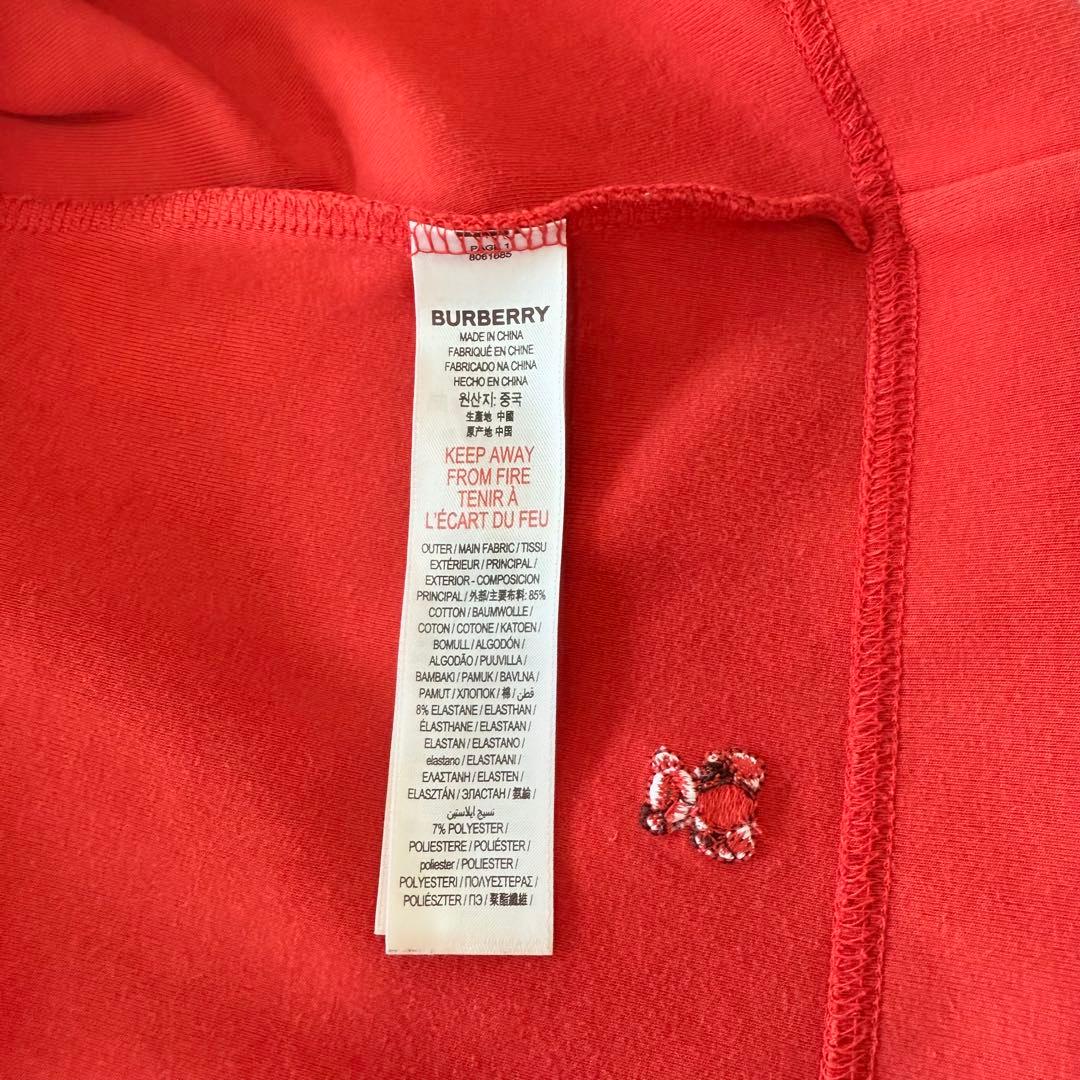 PAGE 1
8061685
BURBERRY
MADE IN CHINA
FABRIQUÉ EN CHINE
FABRICADO NA CHINA
HECHO EN CHINA
원산지: 중국
生產地 中國
原产地 中国
KEEP AWAY
FROM FIRE
TENIR À
L'ÉCART DU FEU
OUTER / MAIN FABRIC / TISSU
EXTÉRIEUR / PRINCIPAL /
EXTERIOR - COMPOSICION
PRINCIPAL / 外部/主要布料: 85%
COTTON / BAUMWOLLE /
COTON / COTONE / KATOEN /
BOMULL / ALGODÓN /
ALGODÃO / PUUVILLA /
BAMBAKI / PAMUK / BAVLNA /
PAMUT / ХЛОПОК / 棉 / قطن /
8% ELASTANE / ELASTHAN /
ÉLASTHANE / ELASTAAN /
ELASTAN / ELASTANO /
elastano / ELASTAANI /
ΕΛΑΣΤΑΝΗ / ELASTEN /
ELASZTÁN / ЭЛАСТАН / 氨綸 /
نسيج ايلاستين
7% POLYESTER /
POLIESTERE / POLIÉSTER /
poliester / POLIESTER /
POLYESTERI / ΠΟΛΥΕΣΤΕΡΑΣ /
POLIÉSZTER / ПЭ / 聚酯纖維 /